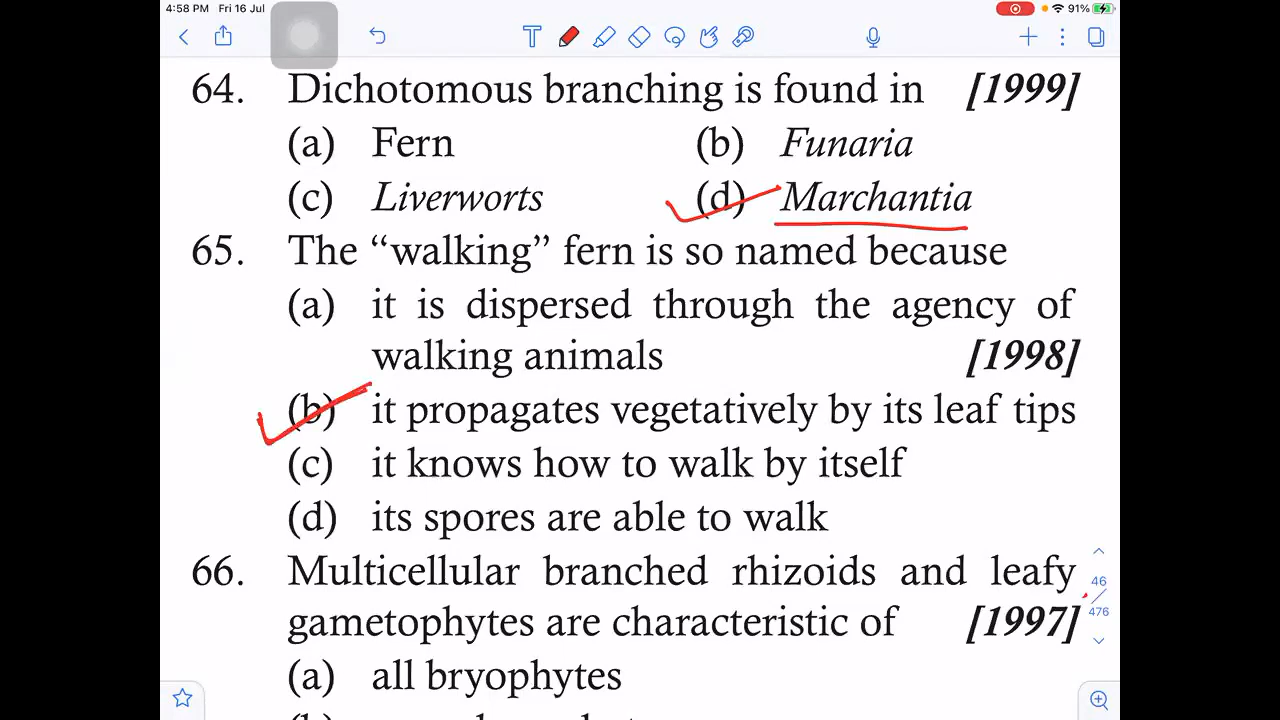 4:58 PM Fri 16 Jul
91%
64. Dichotomous branching is found in [1999]
(a) Fern (b) Funaria
(c) Liverworts (d) Marchantia
65. The “walking” fern is so named because
(a) it is dispersed through the agency of
walking animals [1998]
(b) it propagates vegetatively by its leaf tips
(c) it knows how to walk by itself
(d) its spores are able to walk
66. Multicellular branched rhizoids and leafy
gametophytes are characteristic of [1997]
46
476
(a) all bryophytes